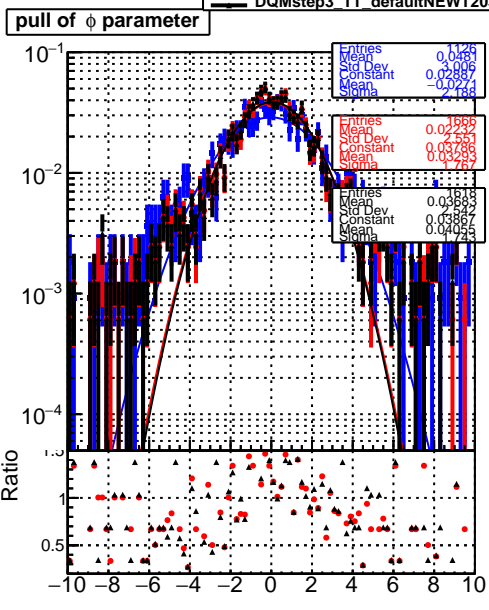 DQMstep3_TT_defaultNEWT20
pull of ϕ parameter
Entries 1126
Mean 0.0481
Std Dev 3.006
Constant 0.02887
Mean −0.0271
Sigma 2.188
Entries 1666
Mean 0.02232
Std Dev 2.551
Constant 0.03786
Mean 0.03293
Sigma 1.767
Entries 1618
Mean 0.03683
Std Dev 2.542
Constant 0.03867
Mean 0.04055
Sigma 1.743
10⁻¹
10⁻²
10⁻³
10⁻⁴
1.5
1
0.5
Ratio
−10 −8 −6 −4 −2 0 2 4 6 8 10